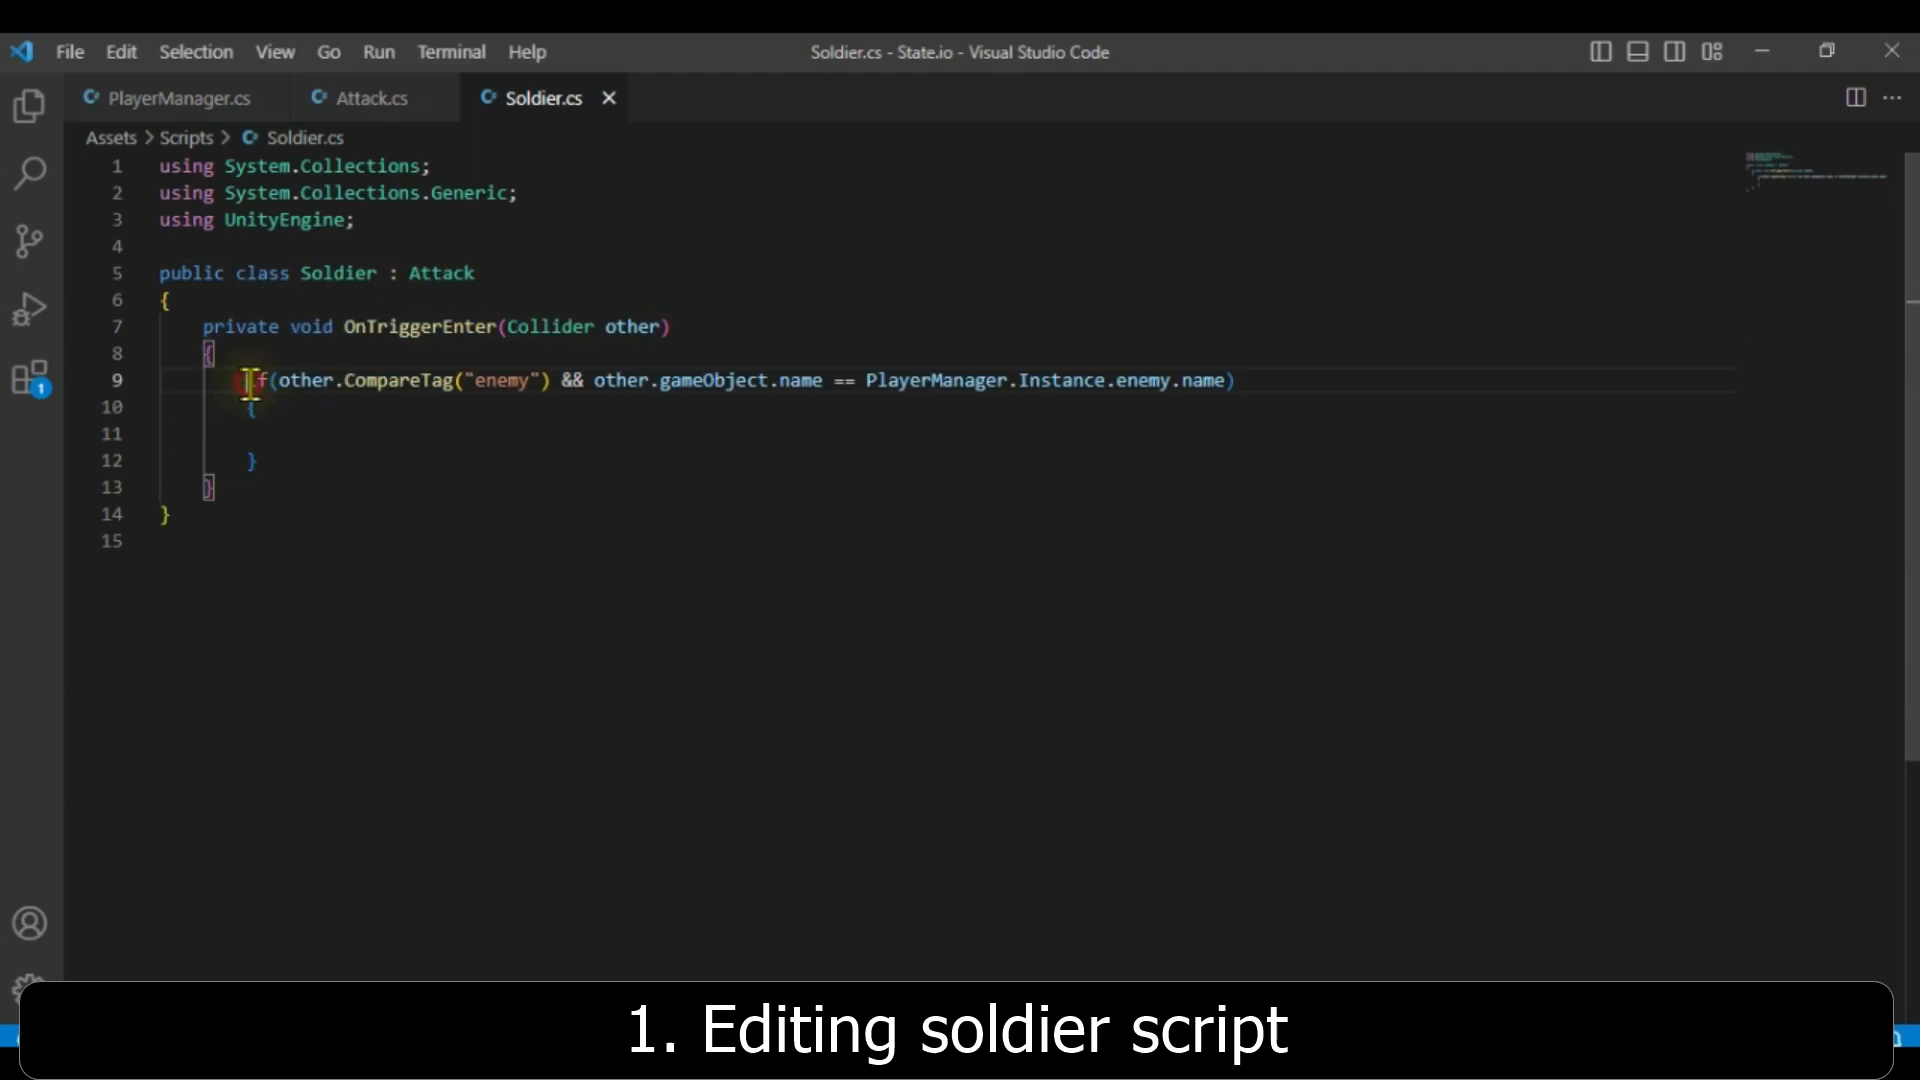 File Edit Selection View Go Run Terminal Help
Soldier.cs - State.io - Visual Studio Code
PlayerManager.cs Attack.cs Soldier.cs
Assets > Scripts > Soldier.cs
1 using System.Collections;
2 using System.Collections.Generic;
3 using UnityEngine;
4
5 public class Soldier : Attack
6 {
7 private void OnTriggerEnter(Collider other)
8 {
9 if(other.CompareTag("enemy") && other.gameObject.name == PlayerManager.Instance.enemy.name)
10 {
11
12 }
13 }
14 }
15
1
1. Editing soldier script